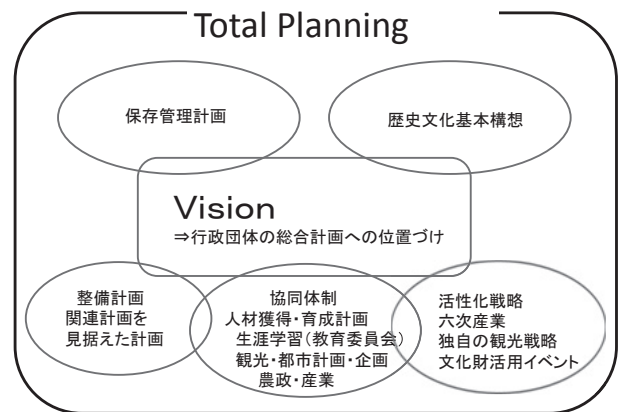 Total Planning
保存管理計画
歴史文化基本構想
Vision
⇒行政団体の総合計画への位置づけ
整備計画
関連計画を
見据えた計画
協同体制
人材獲得・育成計画
生涯学習(教育委員会)
観光・都市計画・企画
農政・産業
活性化戦略
六次産業
独自の観光戦略
文化財活用イベント